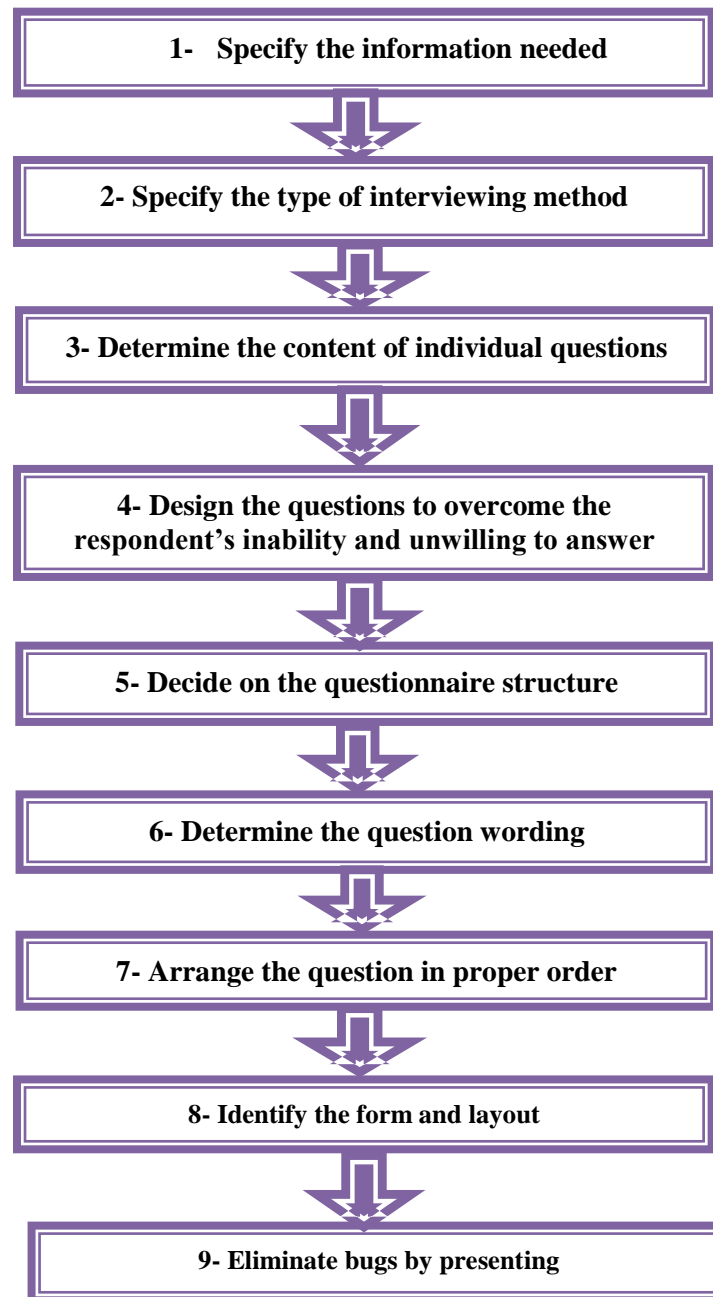 1- Specify the information needed
2- Specify the type of interviewing method
3- Determine the content of individual questions
4- Design the questions to overcome the
respondent’s inability and unwilling to answer
5- Decide on the questionnaire structure
6- Determine the question wording
7- Arrange the question in proper order
8- Identify the form and layout
9- Eliminate bugs by presenting